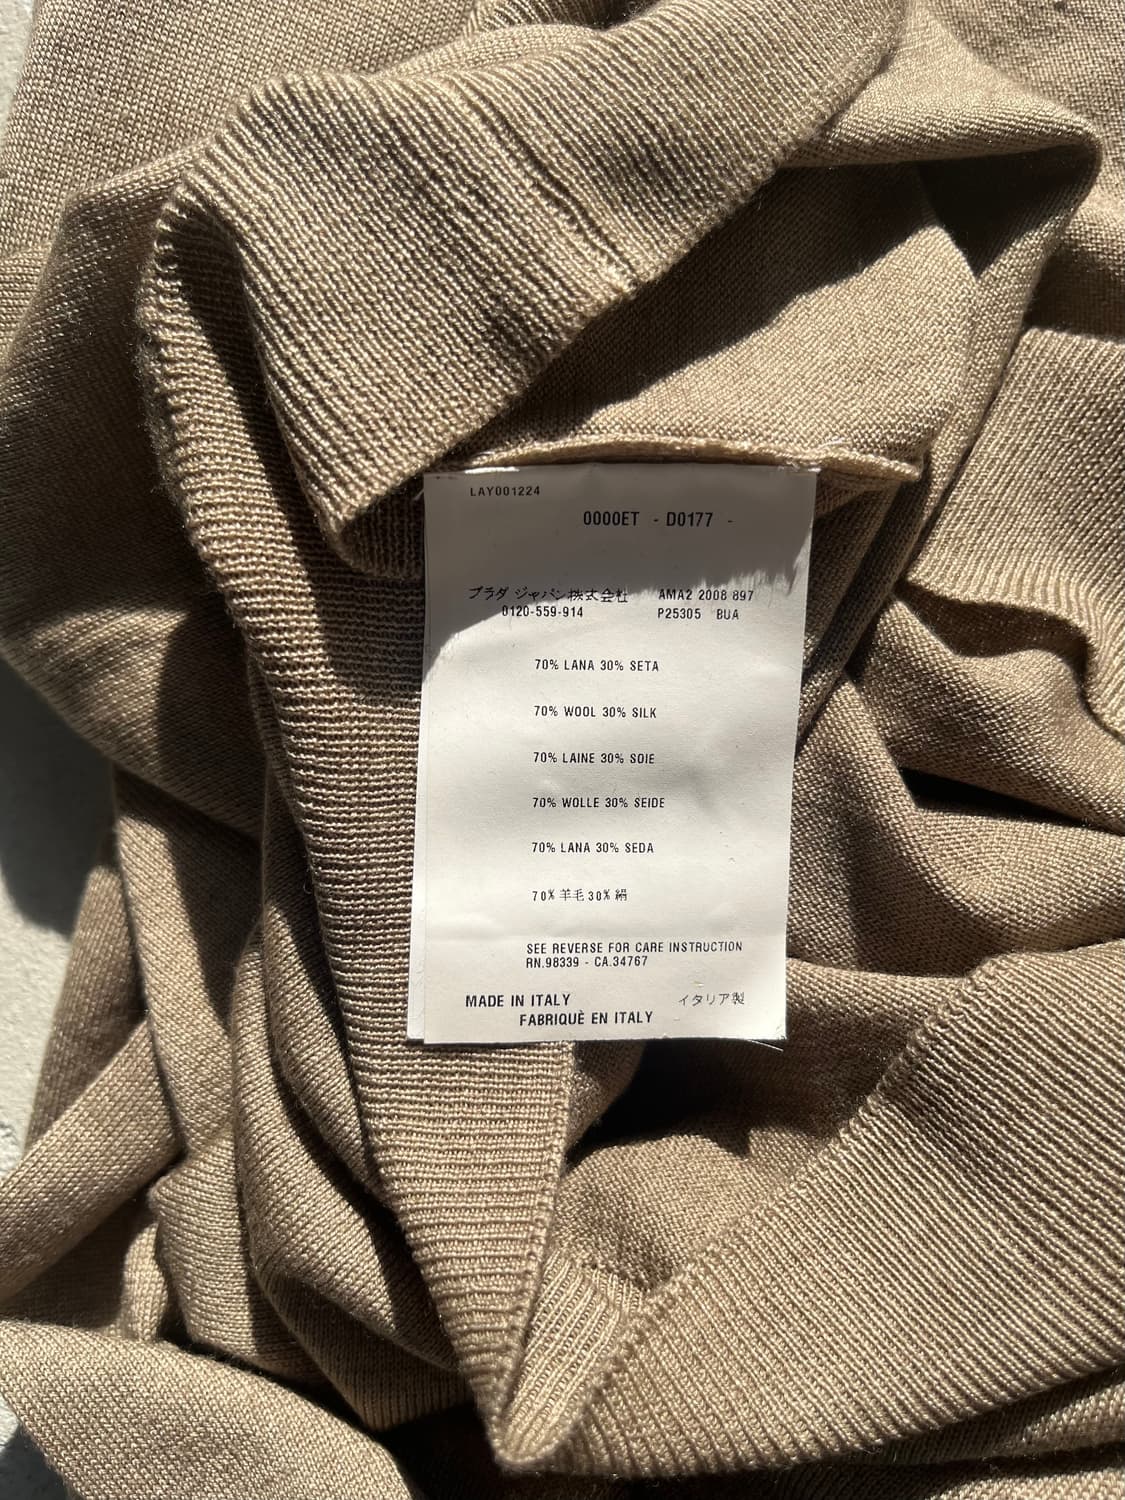 LAY001224
0000ET - D0177 -
プラダ ジャパン株式会社 AMA2 2008 897
0120-559-914 P25305 BUA
70% LANA 30% SETA
70% WOOL 30% SILK
70% LAINE 30% SOIE
70% WOLLE 30% SEIDE
70% LANA 30% SEDA
70% 羊毛 30% 絹
SEE REVERSE FOR CARE INSTRUCTION
RN.98339 - CA.34767
MADE IN ITALY イタリア製
FABRIQUÈ EN ITALY